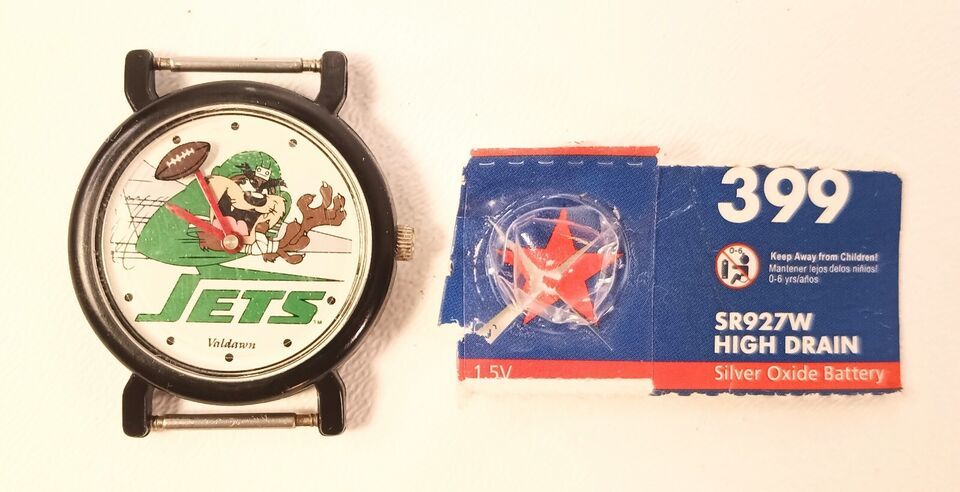 JETS
TM
Valdawn
399
0-6
Keep Away from Children!
Mantener lejos delos niños!
0-6 yrs/años
SR927W
HIGH DRAIN
1.5V
Silver Oxide Battery